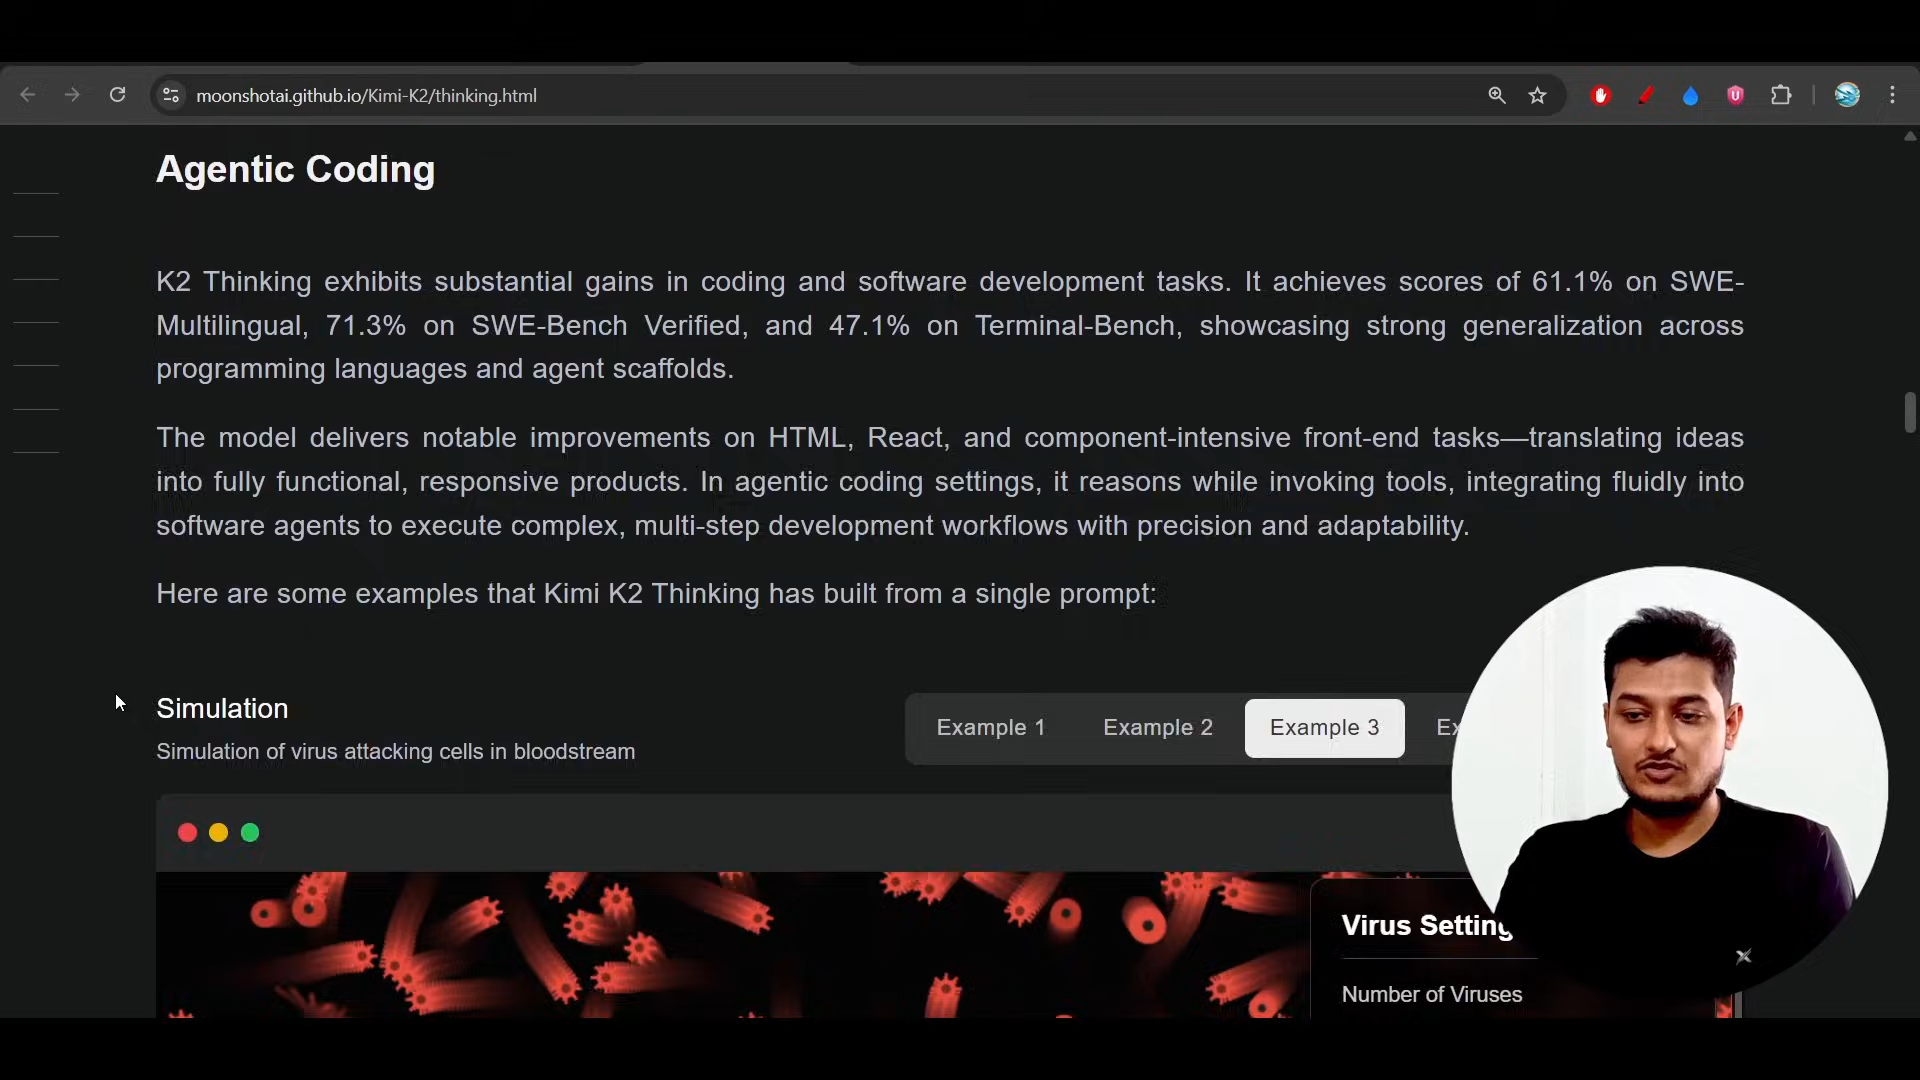 moonshotai.github.io/Kimi-K2/thinking.html
Agentic Coding
K2 Thinking exhibits substantial gains in coding and software development tasks. It achieves scores of 61.1% on SWE-
Multilingual, 71.3% on SWE-Bench Verified, and 47.1% on Terminal-Bench, showcasing strong generalization across
programming languages and agent scaffolds.
The model delivers notable improvements on HTML, React, and component-intensive front-end tasks—translating ideas
into fully functional, responsive products. In agentic coding settings, it reasons while invoking tools, integrating fluidly into
software agents to execute complex, multi-step development workflows with precision and adaptability.
Here are some examples that Kimi K2 Thinking has built from a single prompt:
Simulation
Example 1 Example 2 Example 3
Simulation of virus attacking cells in bloodstream
Virus Setting
Number of Viruses